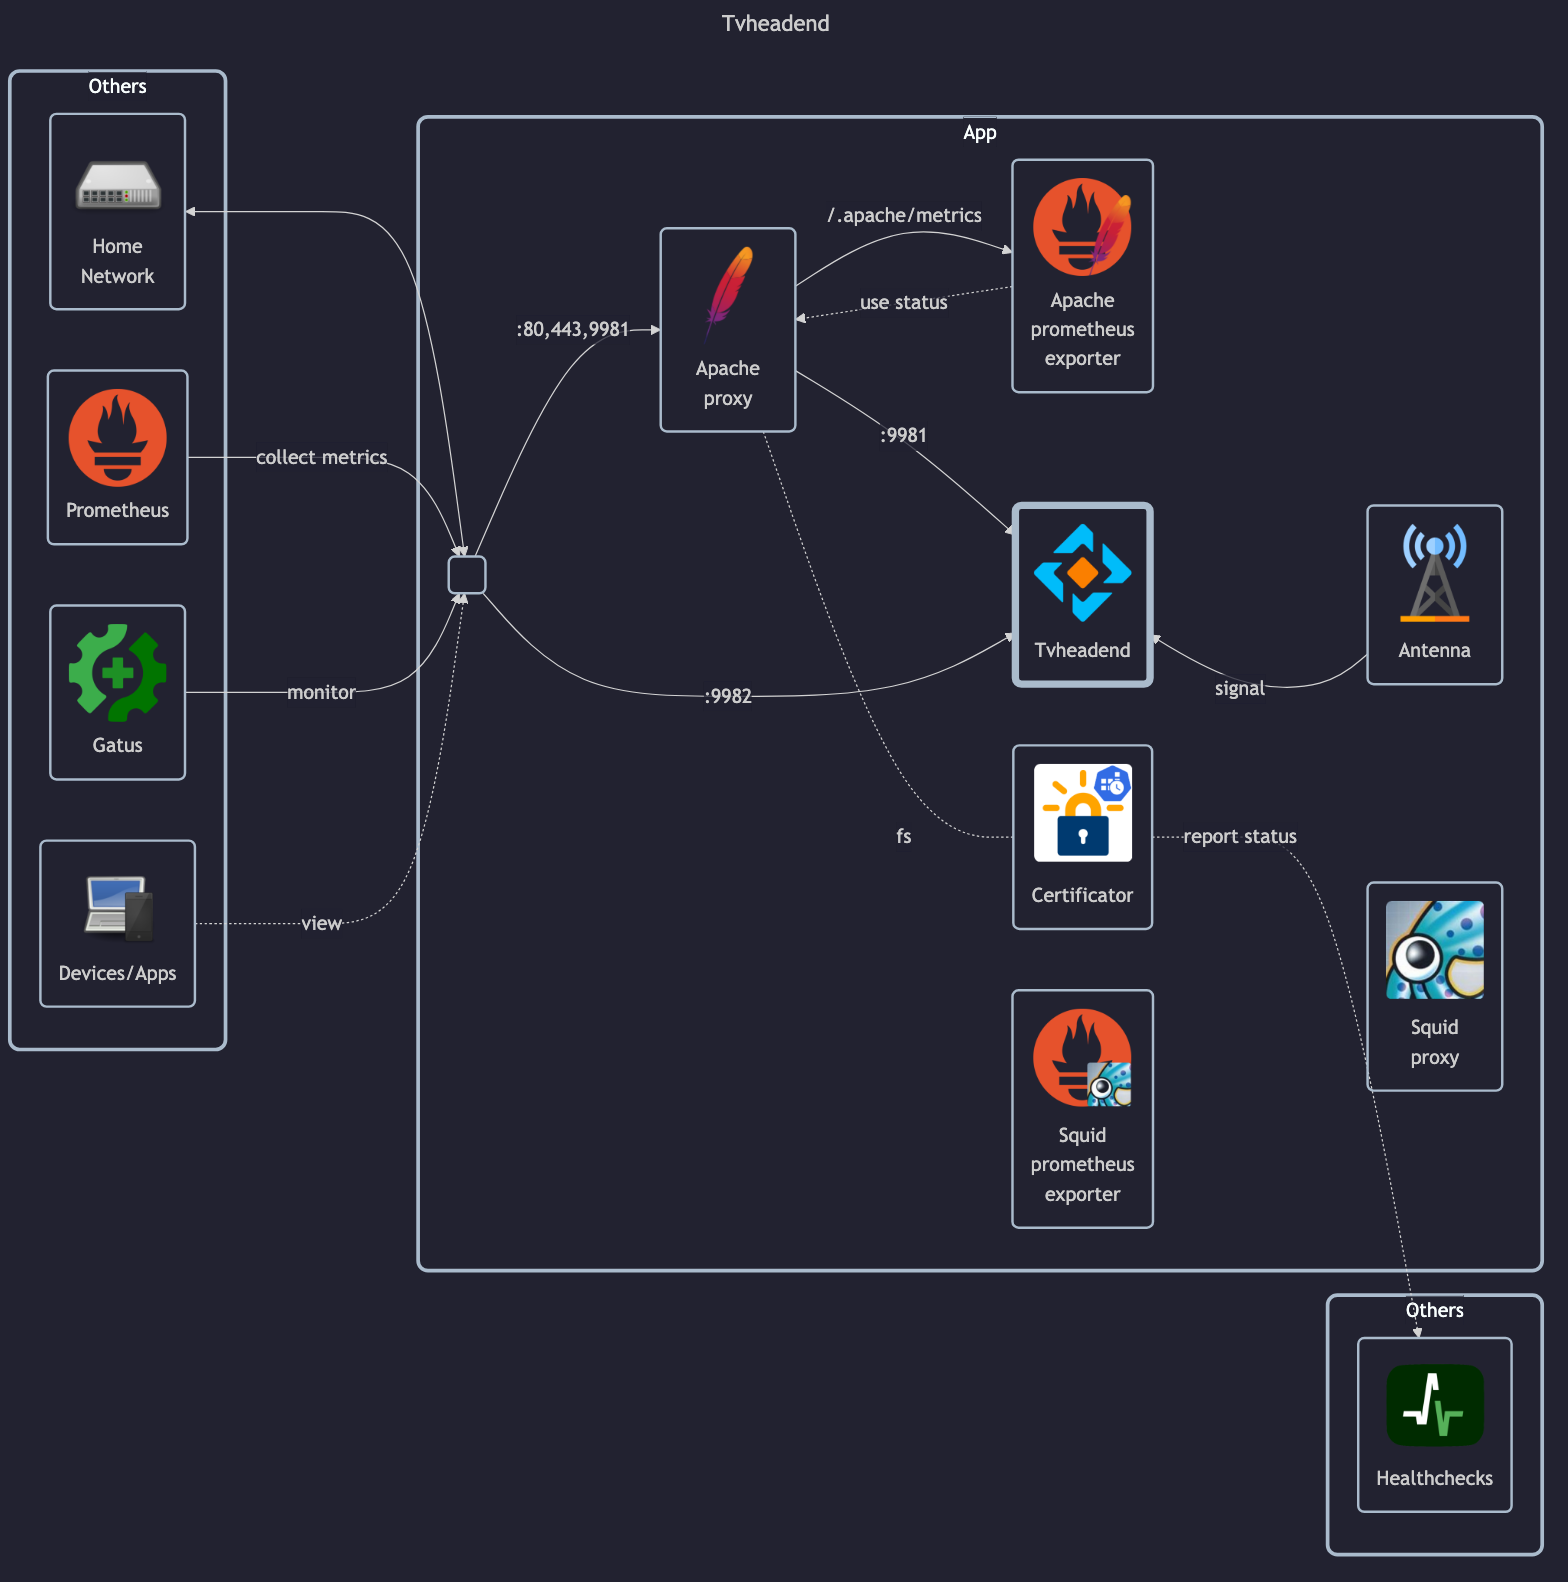 Tvheadend
Others
Home
Network
Prometheus
Gatus
Devices/Apps
collect metrics
monitor
view
App
:80,443,9981
Apache
proxy
/.apache/metrics
use status
Apache
prometheus
exporter
:9981
:9982
Tvheadend
signal
Antenna
fs
Certificator
report status
Squid
proxy
Squid
prometheus
exporter
Others
Healthchecks